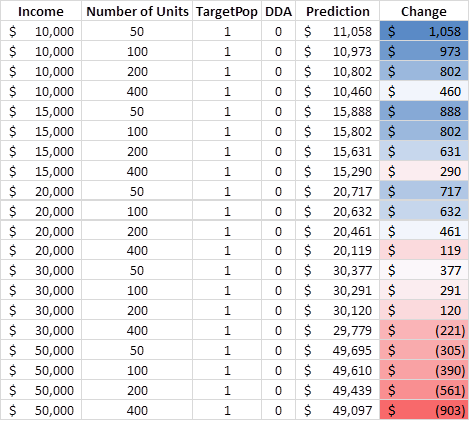 Income Number of Units TargetPop DDA Prediction Change
$ 10,000 50 1 0 $ 11,058 $ 1,058
$ 10,000 100 1 0 $ 10,973 $ 973
$ 10,000 200 1 0 $ 10,802 $ 802
$ 10,000 400 1 0 $ 10,460 $ 460
$ 15,000 50 1 0 $ 15,888 $ 888
$ 15,000 100 1 0 $ 15,802 $ 802
$ 15,000 200 1 0 $ 15,631 $ 631
$ 15,000 400 1 0 $ 15,290 $ 290
$ 20,000 50 1 0 $ 20,717 $ 717
$ 20,000 100 1 0 $ 20,632 $ 632
$ 20,000 200 1 0 $ 20,461 $ 461
$ 20,000 400 1 0 $ 20,119 $ 119
$ 30,000 50 1 0 $ 30,377 $ 377
$ 30,000 100 1 0 $ 30,291 $ 291
$ 30,000 200 1 0 $ 30,120 $ 120
$ 30,000 400 1 0 $ 29,779 $ (221)
$ 50,000 50 1 0 $ 49,695 $ (305)
$ 50,000 100 1 0 $ 49,610 $ (390)
$ 50,000 200 1 0 $ 49,439 $ (561)
$ 50,000 400 1 0 $ 49,097 $ (903)